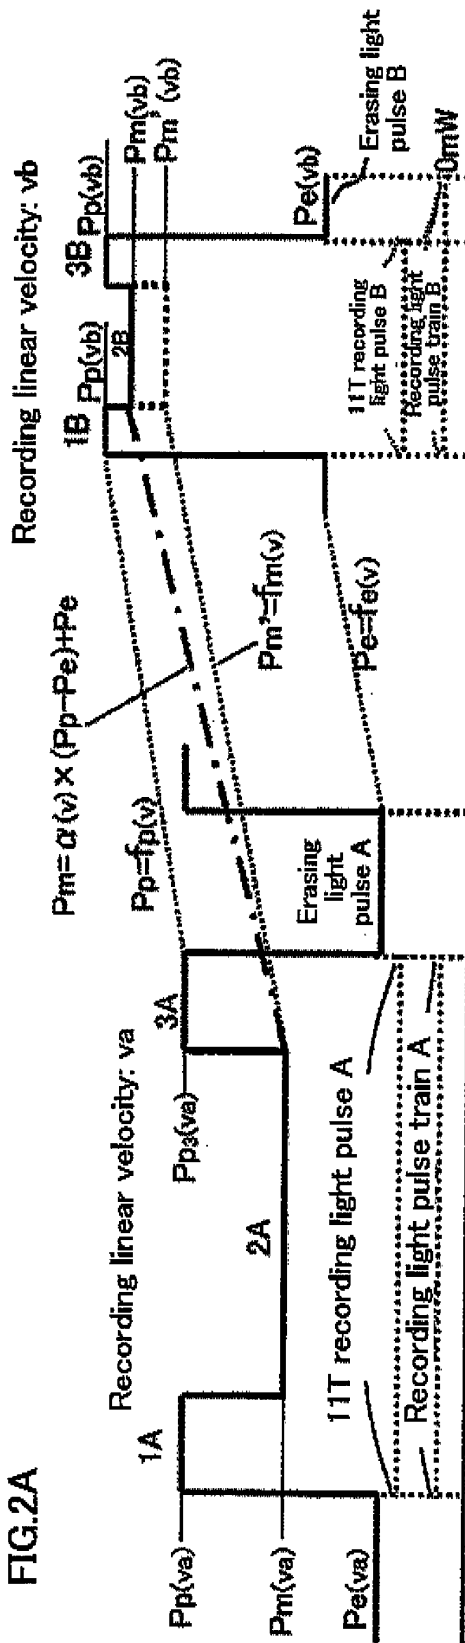 FIG.2A
Recording linear velocity: va
Recording linear velocity: vb
Pm=α(v)×(Pp-Pe)+Pe
Pp=fp(v)
Pm'=fm(v)
Pe=fe(v)
Pp(va)
Pm(va)
Pe(va)
1A
2A
3A
Pp3(va)
11T recording light pulse A
Recording light pulse train A
Erasing
light
pulse A
1B
Pp(vb)
2B
3B
Pp(vb)
Pm(vb)
Pm'(vb)
Pe(vb)
Erasing light
pulse B
11T recording
light pulse B
Recording light
pulse train B
0mW